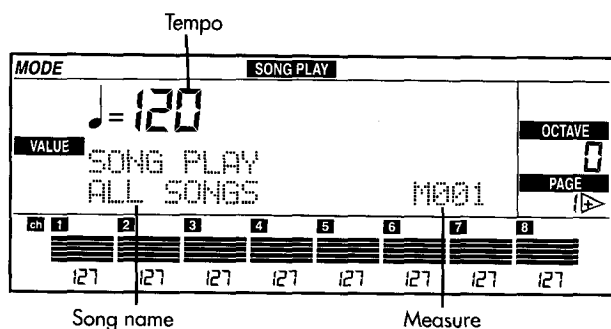 Tempo
MODE SONG PLAY
♩=120
OCTAVE
0
VALUE
SONG PLAY
PAGE
1 +
ALL SONGS M001
ch 1 2 3 4 5 6 7 8
127 127 127 127 127 127 127 127
Song name Measure